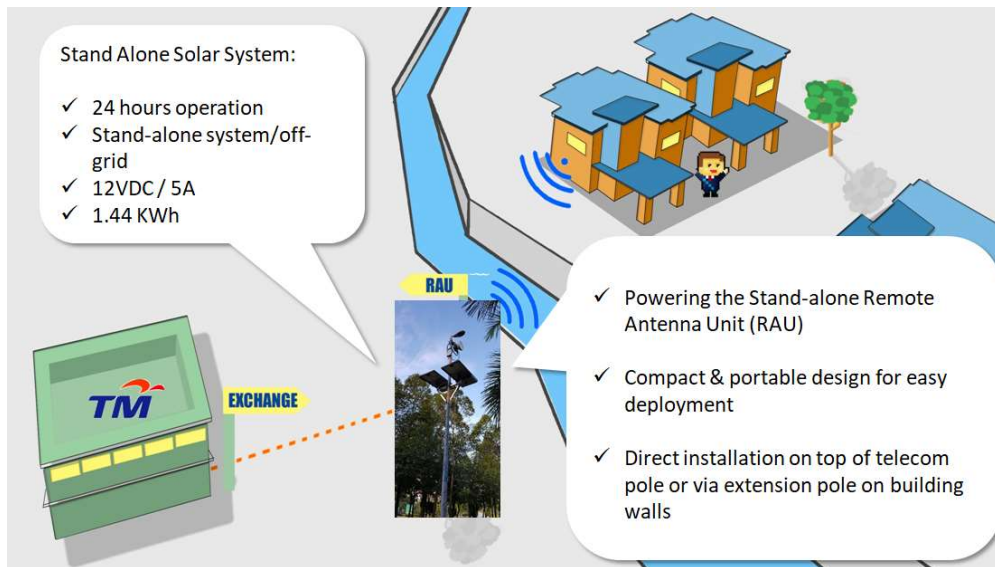 Stand Alone Solar System:
✓ 24 hours operation
✓ Stand-alone system/off-
grid
✓ 12VDC / 5A
✓ 1.44 KWh
RAU
✓ Powering the Stand-alone Remote
Antenna Unit (RAU)
✓ Compact & portable design for easy
deployment
✓ Direct installation on top of telecom
pole or via extension pole on building
walls
TM
EXCHANGE